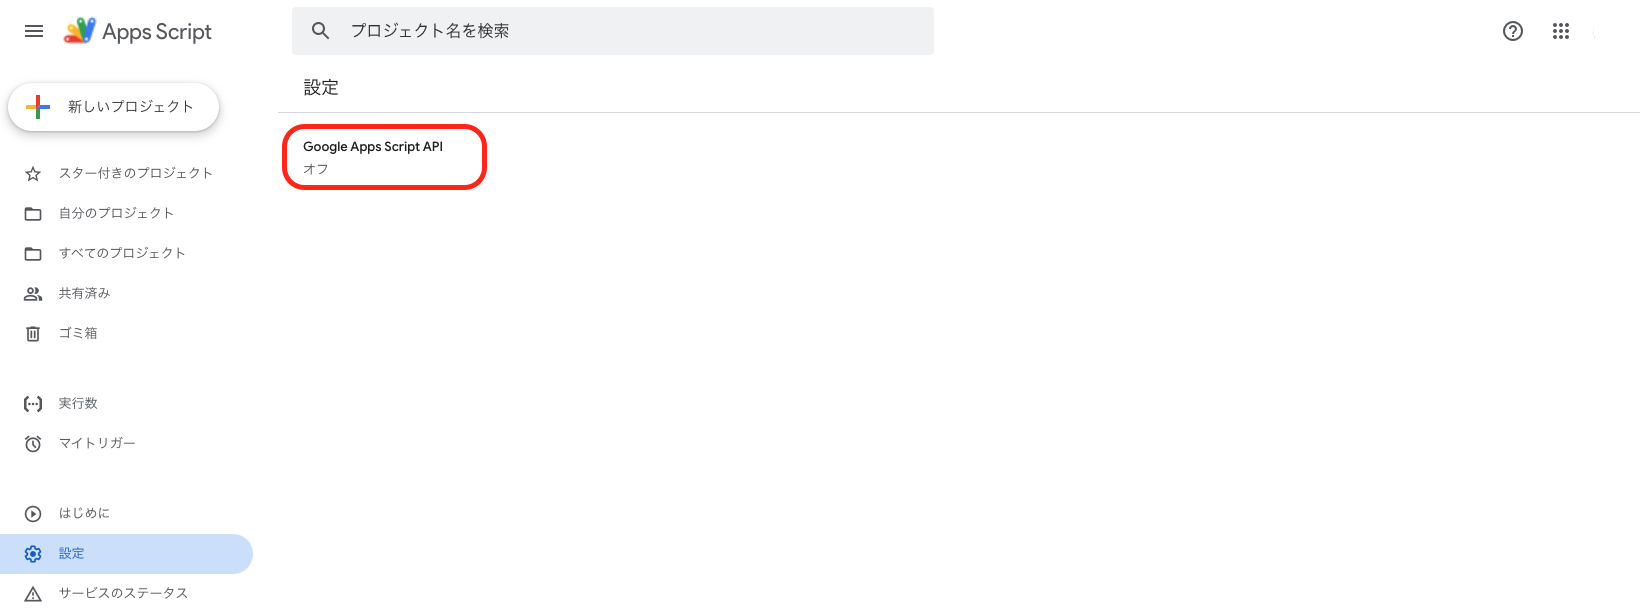 Apps Script
プロジェクト名を検索
設定
新しいプロジェクト
Google Apps Script API
オフ
スター付きのプロジェクト
自分のプロジェクト
すべてのプロジェクト
共有済み
ゴミ箱
実行数
マイトリガー
はじめに
設定
サービスのステータス